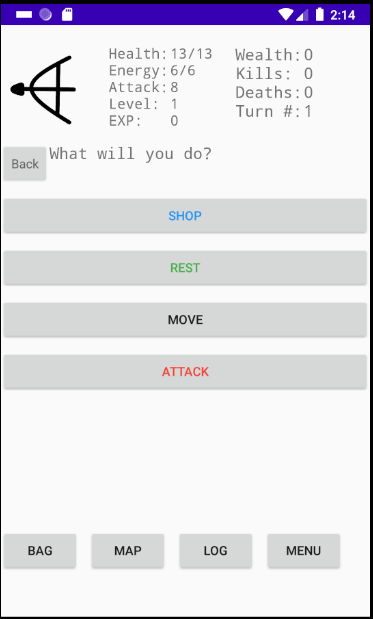 2:14
Health:13/13
Energy:6/6
Attack:8
Level: 1
EXP: 0
Wealth:0
Kills: 0
Deaths:0
Turn #:1
Back
What will you do?
SHOP
REST
MOVE
ATTACK
BAG MAP LOG MENU